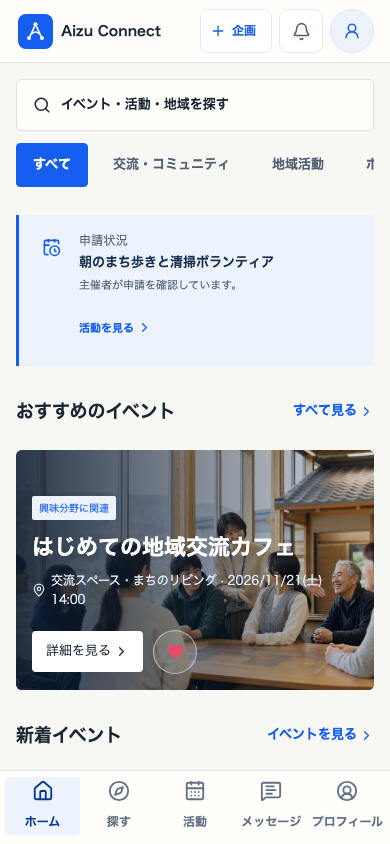 Aizu Connect
企画
イベント・活動・地域を探す
すべて
交流・コミュニティ
地域活動
申請状況
朝のまち歩きと清掃ボランティア
主催者が申請を確認しています。
活動を見る
おすすめのイベント
すべて見る
興味分野に関連
はじめての地域交流カフェ
交流スペース・まちのリビング · 2026/11/21(土)
14:00
詳細を見る
新着イベント
イベントを見る
ホーム
探す
活動
メッセージ
プロフィール